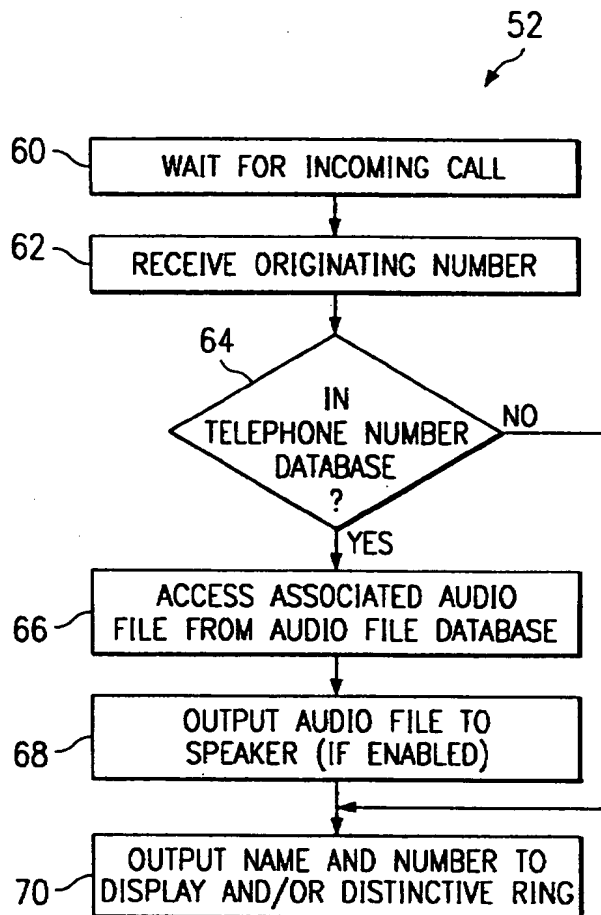 52
60
WAIT FOR INCOMING CALL
62
RECEIVE ORIGINATING NUMBER
64
IN
TELEPHONE NUMBER
DATABASE
?
NO
YES
66
ACCESS ASSOCIATED AUDIO
FILE FROM AUDIO FILE DATABASE
68
OUTPUT AUDIO FILE TO
SPEAKER (IF ENABLED)
70
OUTPUT NAME AND NUMBER TO
DISPLAY AND/OR DISTINCTIVE RING